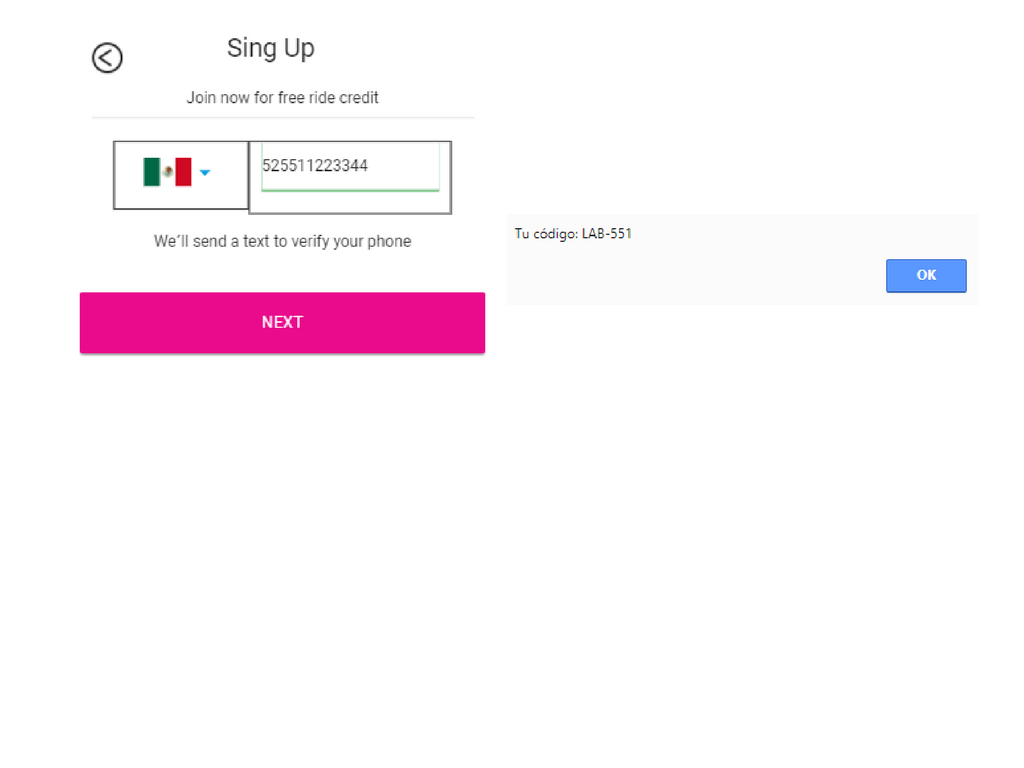 Sing Up
Join now for free ride credit
525511223344
We´ll send a text to verify your phone
NEXT
Tu código: LAB-551
OK